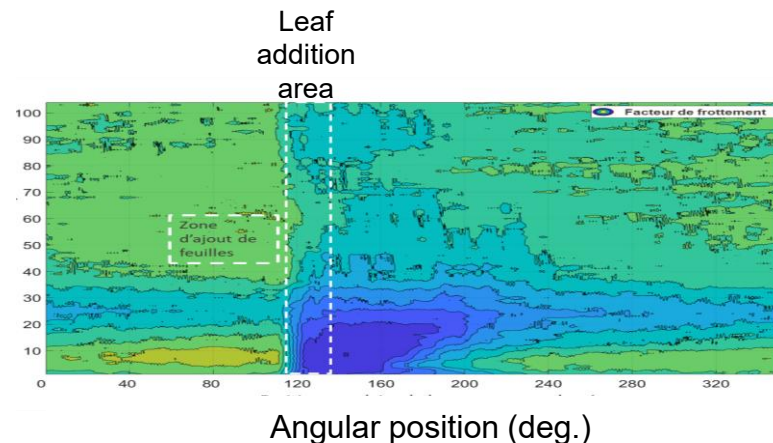 Leaf
addition
area
Facteur de frottement
100
90
80
70
60
50
40
30
20
10
Zone
d'ajout de
feuilles
0 40 80 120 160 200 240 280 320
Angular position (deg.)